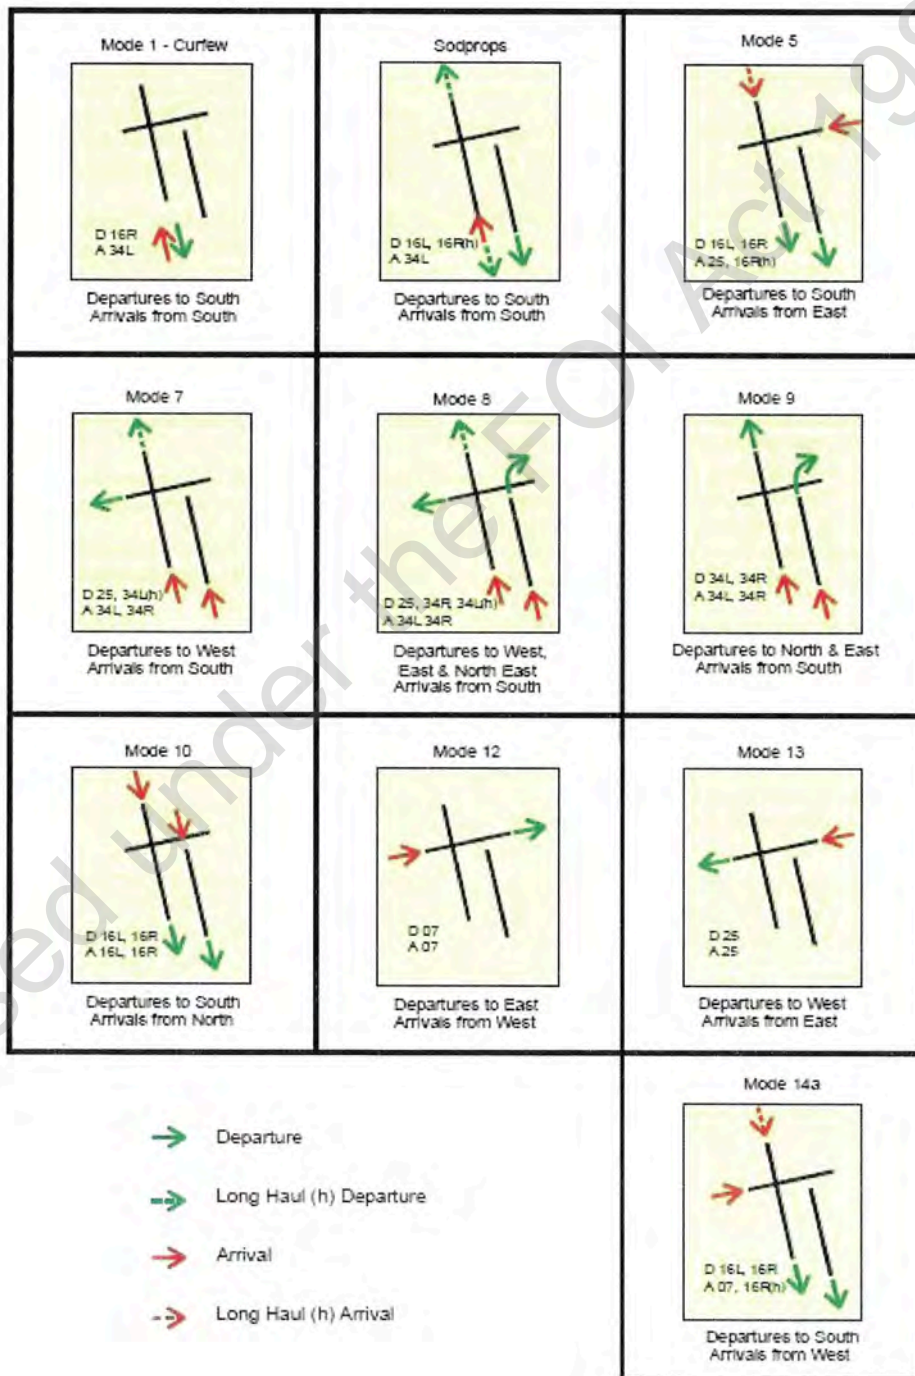 Mode 1 - Curfew
D 16R
A 34L
Departures to South
Arrivals from South
Sodprops
D 16L, 16R(h)
A 34L
Departures to South
Arrivals from South
Mode 5
D 16L, 16R
A 25, 16R(h)
Departures to South
Arrivals from East
Mode 7
D 25, 34L(h)
A 34L, 34R
Departures to West
Arrivals from South
Mode 8
D 25, 34R, 34L(h)
A 34L 34R
Departures to West,
East & North East
Arrivals from South
Mode 9
D 34L, 34R
A 34L, 34R
Departures to North & East
Arrivals from South
Mode 10
D 16L, 16R
A 16L, 16R
Departures to South
Arrivals from North
Mode 12
D 07
A 07
Departures to East
Arrivals from West
Mode 13
D 25
A 25
Departures to West
Arrivals from East
Mode 14a
D 16L, 16R
A 07, 16R(h)
Departures to South
Arrivals from West
Departure
Long Haul (h) Departure
Arrival
Long Haul (h) Arrival
sed under the FOI Act 198